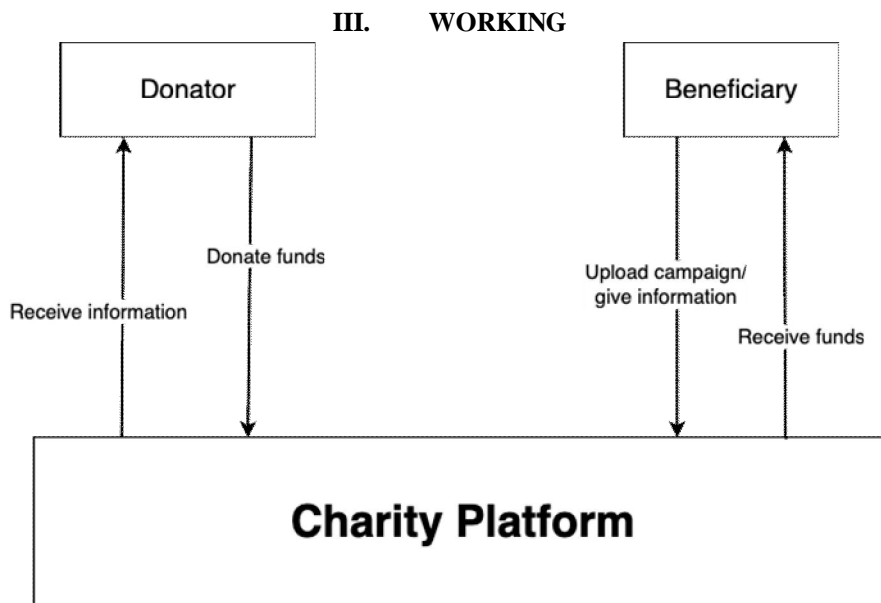 III. WORKING
Donator
Beneficiary
Donate funds
Receive information
Upload campaign/
give information
Receive funds
Charity Platform